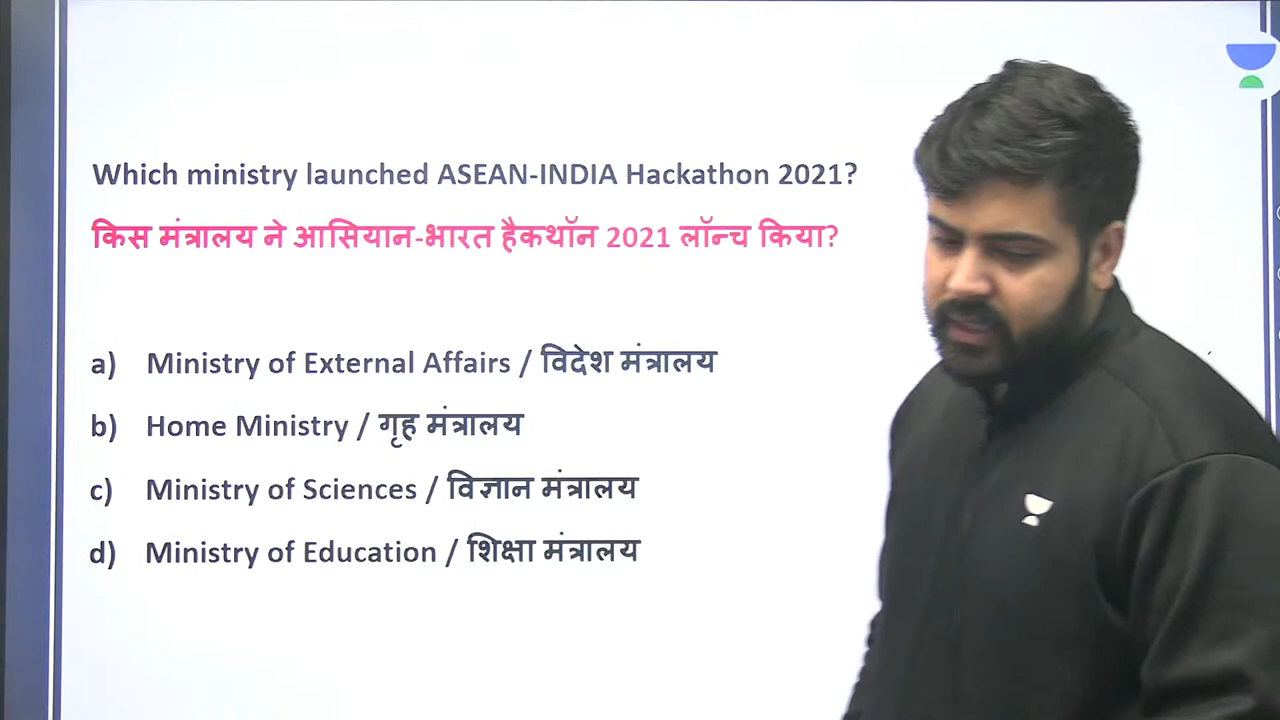 Which ministry launched ASEAN-INDIA Hackathon 2021?
किस मंत्रालय ने आसियान-भारत हैकथॉन 2021 लॉन्च किया?
a) Ministry of External Affairs / विदेश मंत्रालय
b) Home Ministry / गृह मंत्रालय
c) Ministry of Sciences / विज्ञान मंत्रालय
d) Ministry of Education / शिक्षा मंत्रालय